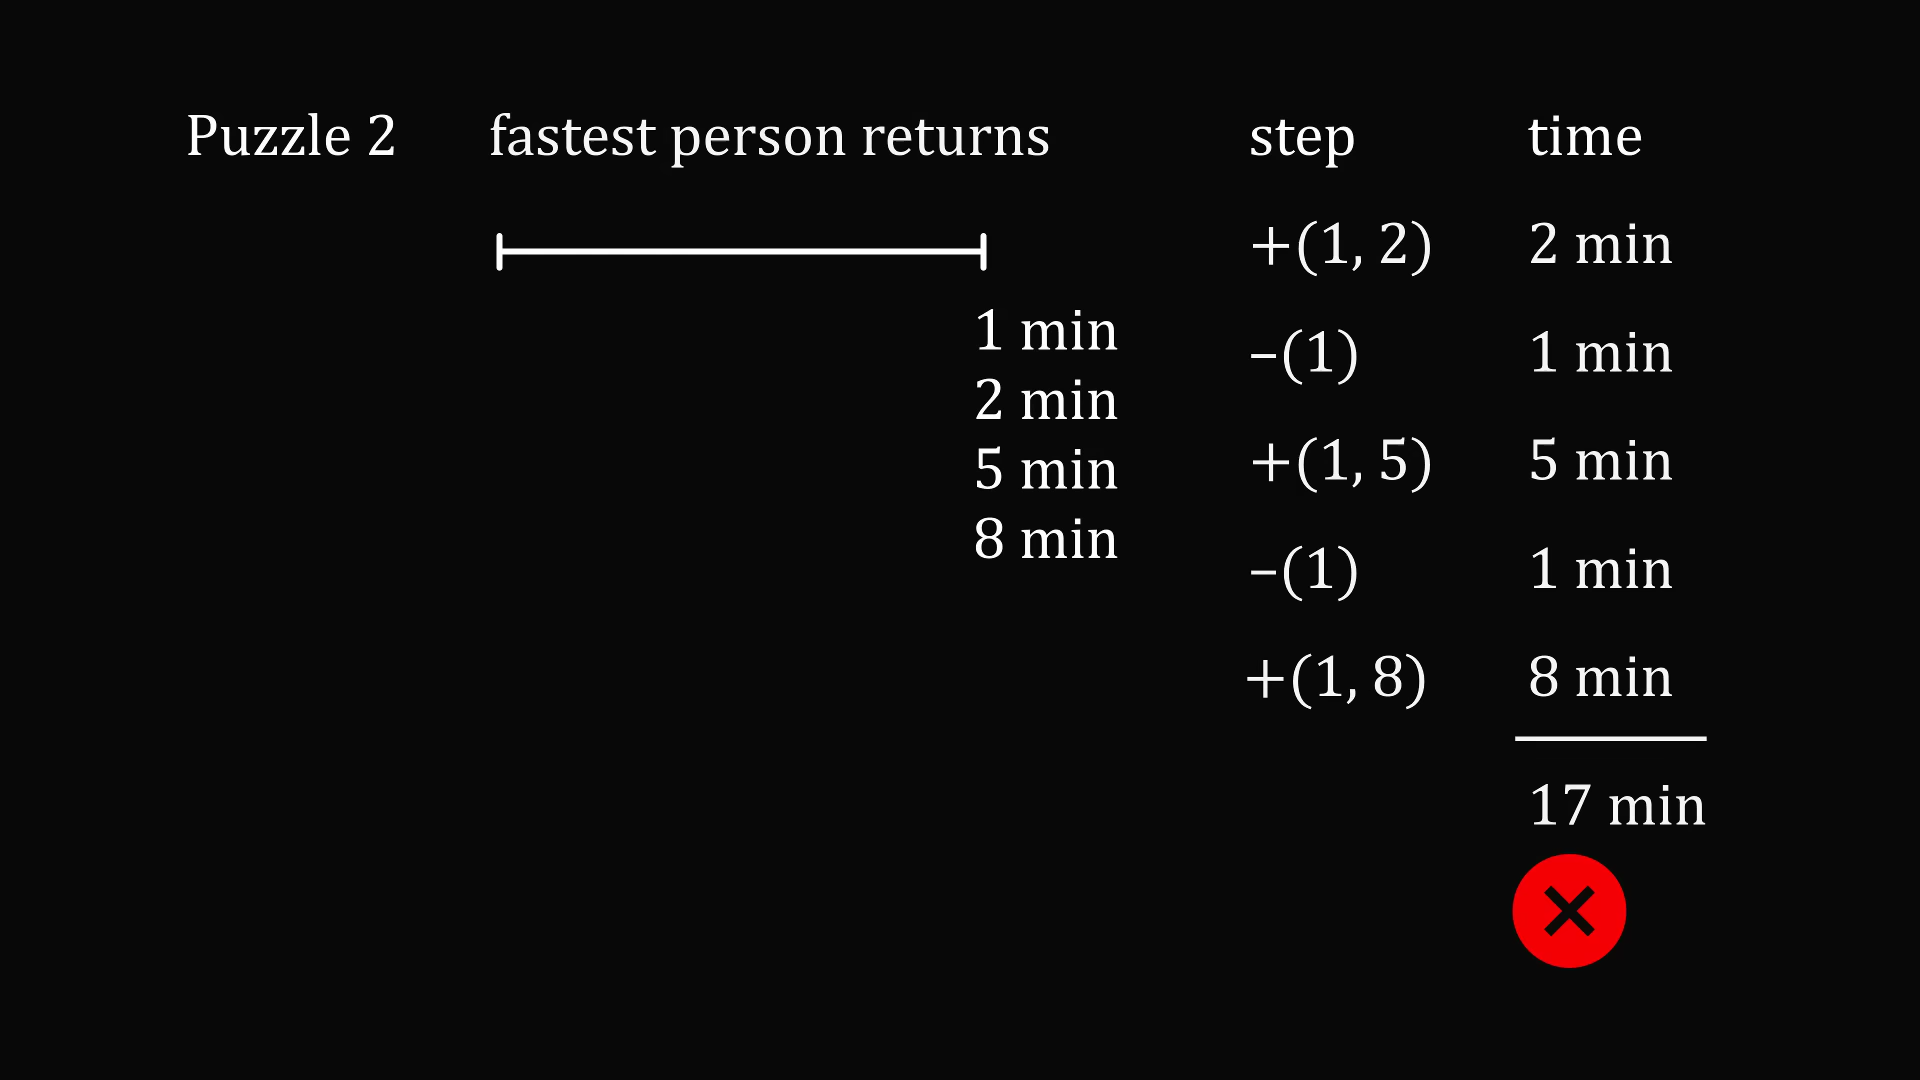 Puzzle 2 fastest person returns step time
+(1, 2) 2 min
1 min
–(1) 1 min
2 min
+(1, 5) 5 min
5 min
8 min
–(1) 1 min
+(1, 8) 8 min
17 min